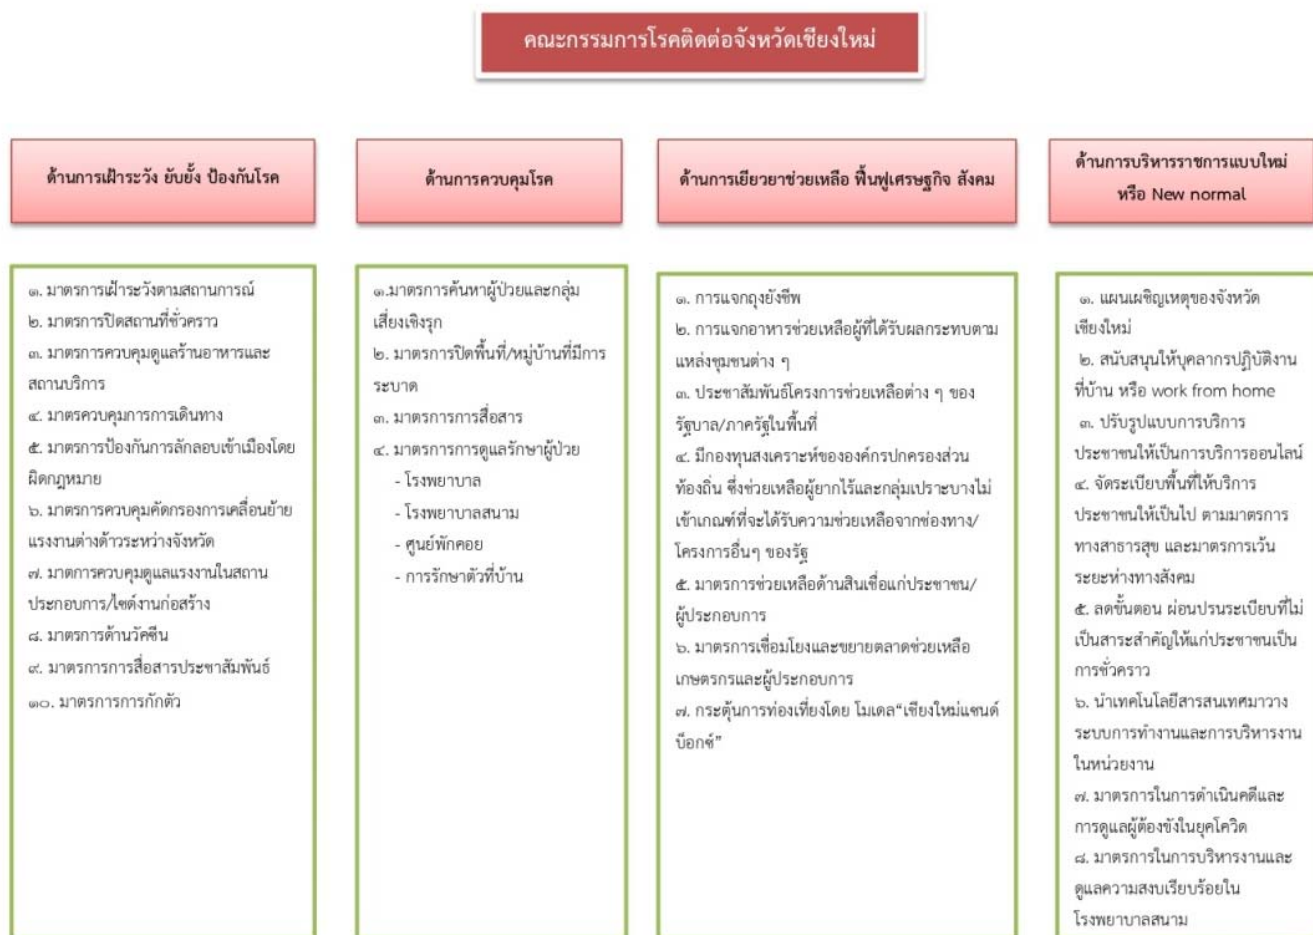 คณะกรรมการโรคติดต่อจังหวัดเชียงใหม่
ด้านการเฝ้าระวัง ยับยั้ง ป้องกันโรค
๑. มาตรการเฝ้าระวังตามสถานการณ์
๒. มาตรการปิดสถานที่ชั่วคราว
๓. มาตรการควบคุมดูแลร้านอาหารและ
สถานบริการ
๔. มาตรควบคุมการการเดินทาง
๕. มาตรการป้องกันการลักลอบเข้าเมืองโดย
ผิดกฎหมาย
๖. มาตรการควบคุมคัดกรองการเคลื่อนย้าย
แรงงานต่างด้าวระหว่างจังหวัด
๗. มาตการควบคุมดูแลแรงงานในสถาน
ประกอบการ/ไซต์งานก่อสร้าง
๘. มาตรการด้านวัคซีน
๙. มาตรการการสื่อสารประชาสัมพันธ์
๑๐. มาตรการการกักตัว
ด้านการควบคุมโรค
๑.มาตรการค้นหาผู้ป่วยและกลุ่ม
เสี่ยงเชิงรุก
๒. มาตรการปิดพื้นที่/หมู่บ้านที่มีการ
ระบาด
๓. มาตรการการสื่อสาร
๔. มาตรการการดูแลรักษาผู้ป่วย
- โรงพยาบาล
- โรงพยาบาลสนาม
- ศูนย์พักคอย
- การรักษาตัวที่บ้าน
ด้านการเยียวยาช่วยเหลือ ฟื้นฟูเศรษฐกิจ สังคม
๑. การแจกถุงยังชีพ
๒. การแจกอาหารช่วยเหลือผู้ที่ได้รับผลกระทบตาม
แหล่งชุมชนต่าง ๆ
๓. ประชาสัมพันธ์โครงการช่วยเหลือต่าง ๆ ของ
รัฐบาล/ภาครัฐในพื้นที่
๔. มีกองทุนสงเคราะห์ขององค์กรปกครองส่วน
ท้องถิ่น ซึ่งช่วยเหลือผู้ยากไร้และกลุ่มเปราะบางไม่
เข้าเกณฑ์ที่จะได้รับความช่วยเหลือจากช่องทาง/
โครงการอื่นๆ ของรัฐ
๕. มาตรการช่วยเหลือด้านสินเชื่อแก่ประชาชน/
ผู้ประกอบการ
๖. มาตรการเชื่อมโยงและขยายตลาดช่วยเหลือ
เกษตรกรและผู้ประกอบการ
๗. กระตุ้นการท่องเที่ยงโดย โมเดล“เชียงใหม่แซนด์
บ็อกซ์”
ด้านการบริหารราชการแบบใหม่
หรือ New normal
๑. แผนเผชิญเหตุของจังหวัด
เชียงใหม่
๒. สนับสนุนให้บุคลากรปฏิบัติงาน
ที่บ้าน หรือ work from home
๓. ปรับรูปแบบการบริการ
ประชาชนให้เป็นการบริการออนไลน์
๔. จัดระเบียบพื้นที่ให้บริการ
ประชาชนให้เป็นไป ตามมาตรการ
ทางสาธารสุข และมาตรการเว้น
ระยะห่างทางสังคม
๕. ลดขั้นตอน ผ่อนปรนระเบียบที่ไม่
เป็นสาระสำคัญให้แก่ประชาชนเป็น
การชั่วคราว
๖. นำเทคโนโลยีสารสนเทศมาวาง
ระบบการทำงานและการบริหารงาน
ในหน่วยงาน
๗. มาตรการในการดำเนินคดีและ
การดูแลผู้ต้องขังในยุคโควิด
๘. มาตรการในการบริหารงานและ
ดูแลความสงบเรียบร้อยใน
โรงพยาบาลสนาม